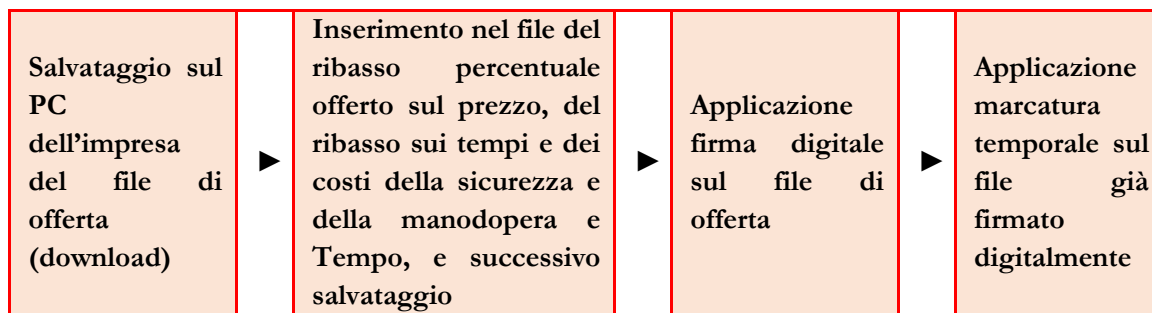 Salvataggio sul
PC
dell’impresa
del file di
offerta
(download)
►
Inserimento nel file del
ribasso percentuale
offerto sul prezzo, del
ribasso sui tempi e dei
costi della sicurezza e
della manodopera e
Tempo, e successivo
salvataggio
►
Applicazione
firma digitale
sul file di
offerta
►
Applicazione
marcatura
temporale sul
file già
firmato
digitalmente